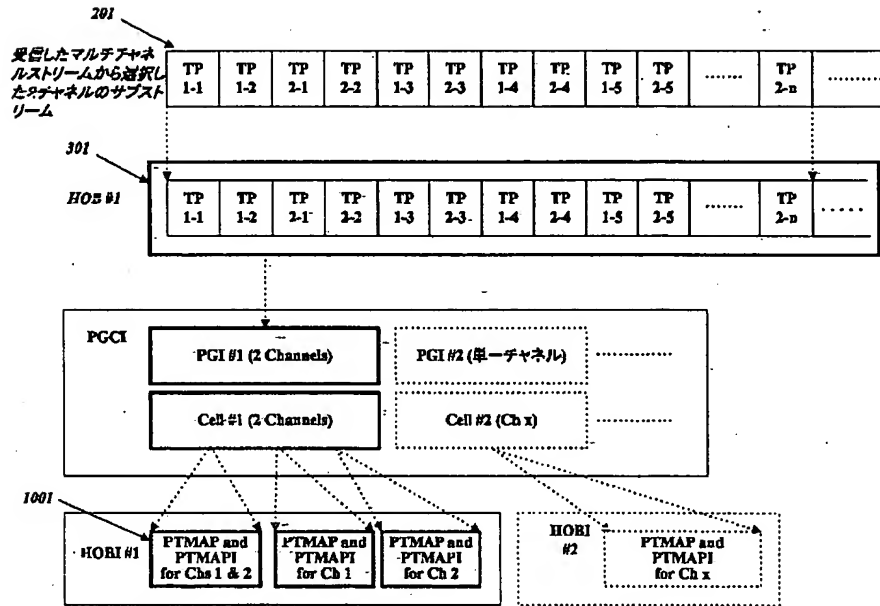 201
受信したマルチチャネ
ルストリームから選択し
た2チャネルのサブスト
リーム
TP 1-1 TP 1-2 TP 2-1 TP 2-2 TP 1-3 TP 2-3 TP 1-4 TP 2-4 TP 1-5 TP 2-5 ........ TP 2-n ..........
301
HOB #1
TP 1-1 TP 1-2 TP 2-1 TP 2-2 TP 1-3 TP 2-3 TP 1-4 TP 2-4 TP 1-5 TP 2-5 ........ TP 2-n .....
PGCI
PGI #1 (2 Channels)
PGI #2 (単一チャネル)
Cell #1 (2 Channels)
Cell #2 (Ch x)
1001
HOBI #1
PTMAP and
PTMAPI
for Chs 1 & 2
PTMAP and
PTMAPI
for Ch 1
PTMAP and
PTMAPI
for Ch 2
HOBI
#2
PTMAP and
PTMAPI
for Ch x